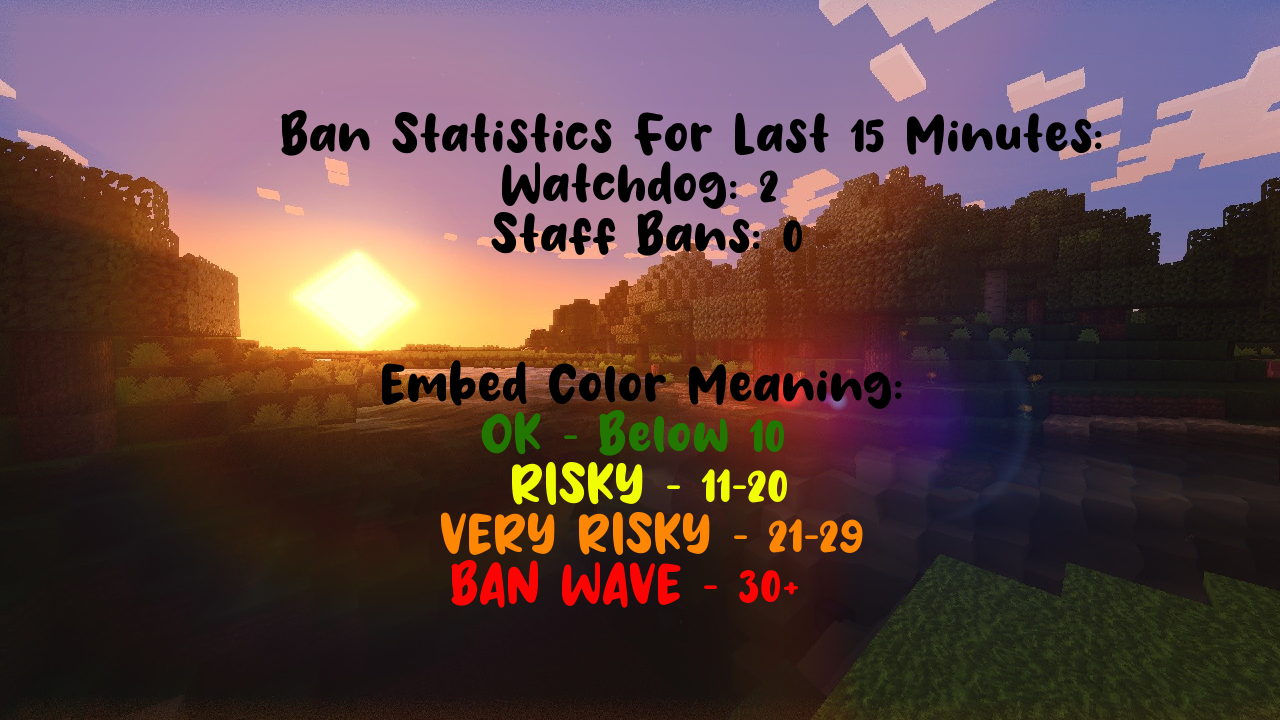 Ban Statistics For Last 15 Minutes:
Watchdog: 2
Staff Bans: 0
Embed Color Meaning:
OK - Below 10
RISKY - 11-20
VERY RISKY - 21-29
BAN WAVE - 30+